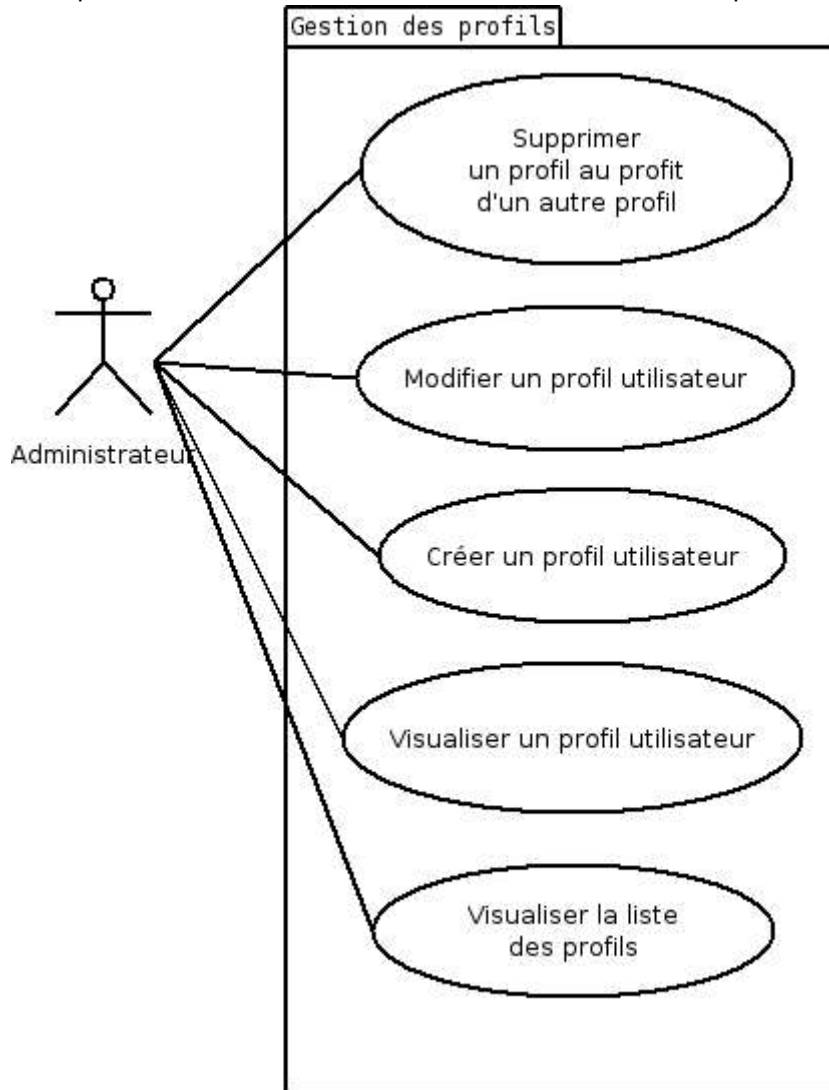 Gestion des profils
Supprimer
un profil au profit
d'un autre profil
Modifier un profil utilisateur
Administrateur
Créer un profil utilisateur
Visualiser un profil utilisateur
Visualiser la liste
des profils